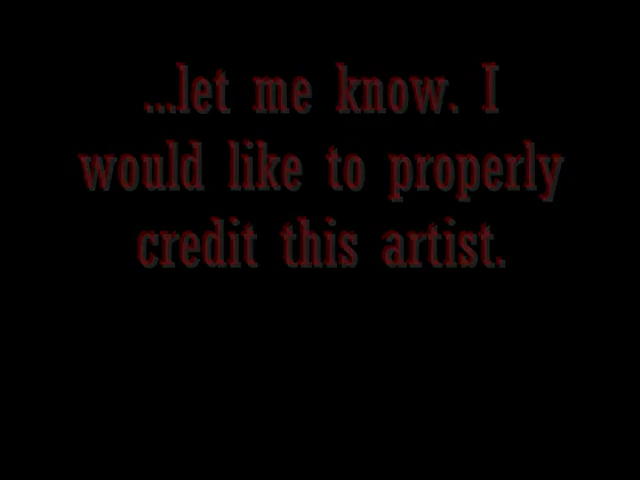 ...let me know. I
would like to properly
credit this artist.